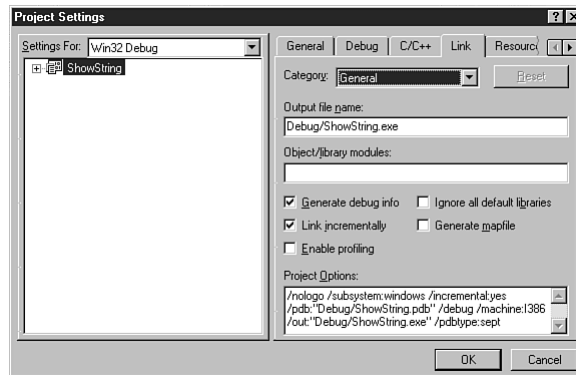 Project Settings
Settings For: Win32 Debug
ShowString
General Debug C/C++ Link Resourc
Category: General Reset
Output file name:
Debug/ShowString.exe
Object/library modules:
Generate debug info Ignore all default libraries
Link incrementally Generate mapfile
Enable profiling
Project Options:
/nologo /subsystem:windows /incremental:yes
/pdb:"Debug/ShowString.pdb" /debug /machine:I386
/out:"Debug/ShowString.exe" /pdbtype:sept
OK Cancel